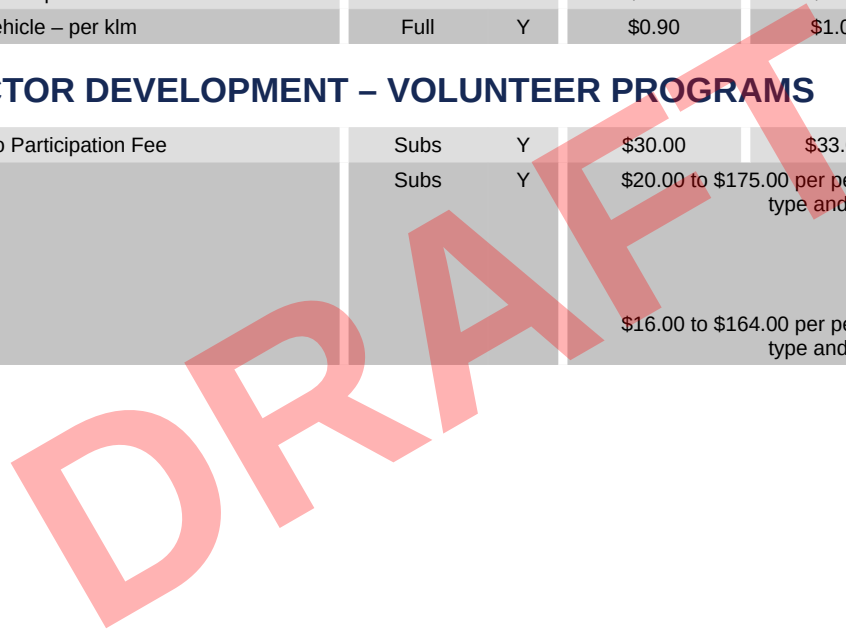 ehicle – per klm Full Y $0.90 $1.0
CTOR DEVELOPMENT – VOLUNTEER PROGRAMS
o Participation Fee Subs Y $30.00 $33.
Subs Y $20.00 to $175.00 per pe
type and
$16.00 to $164.00 per pe
type and
DRAFT